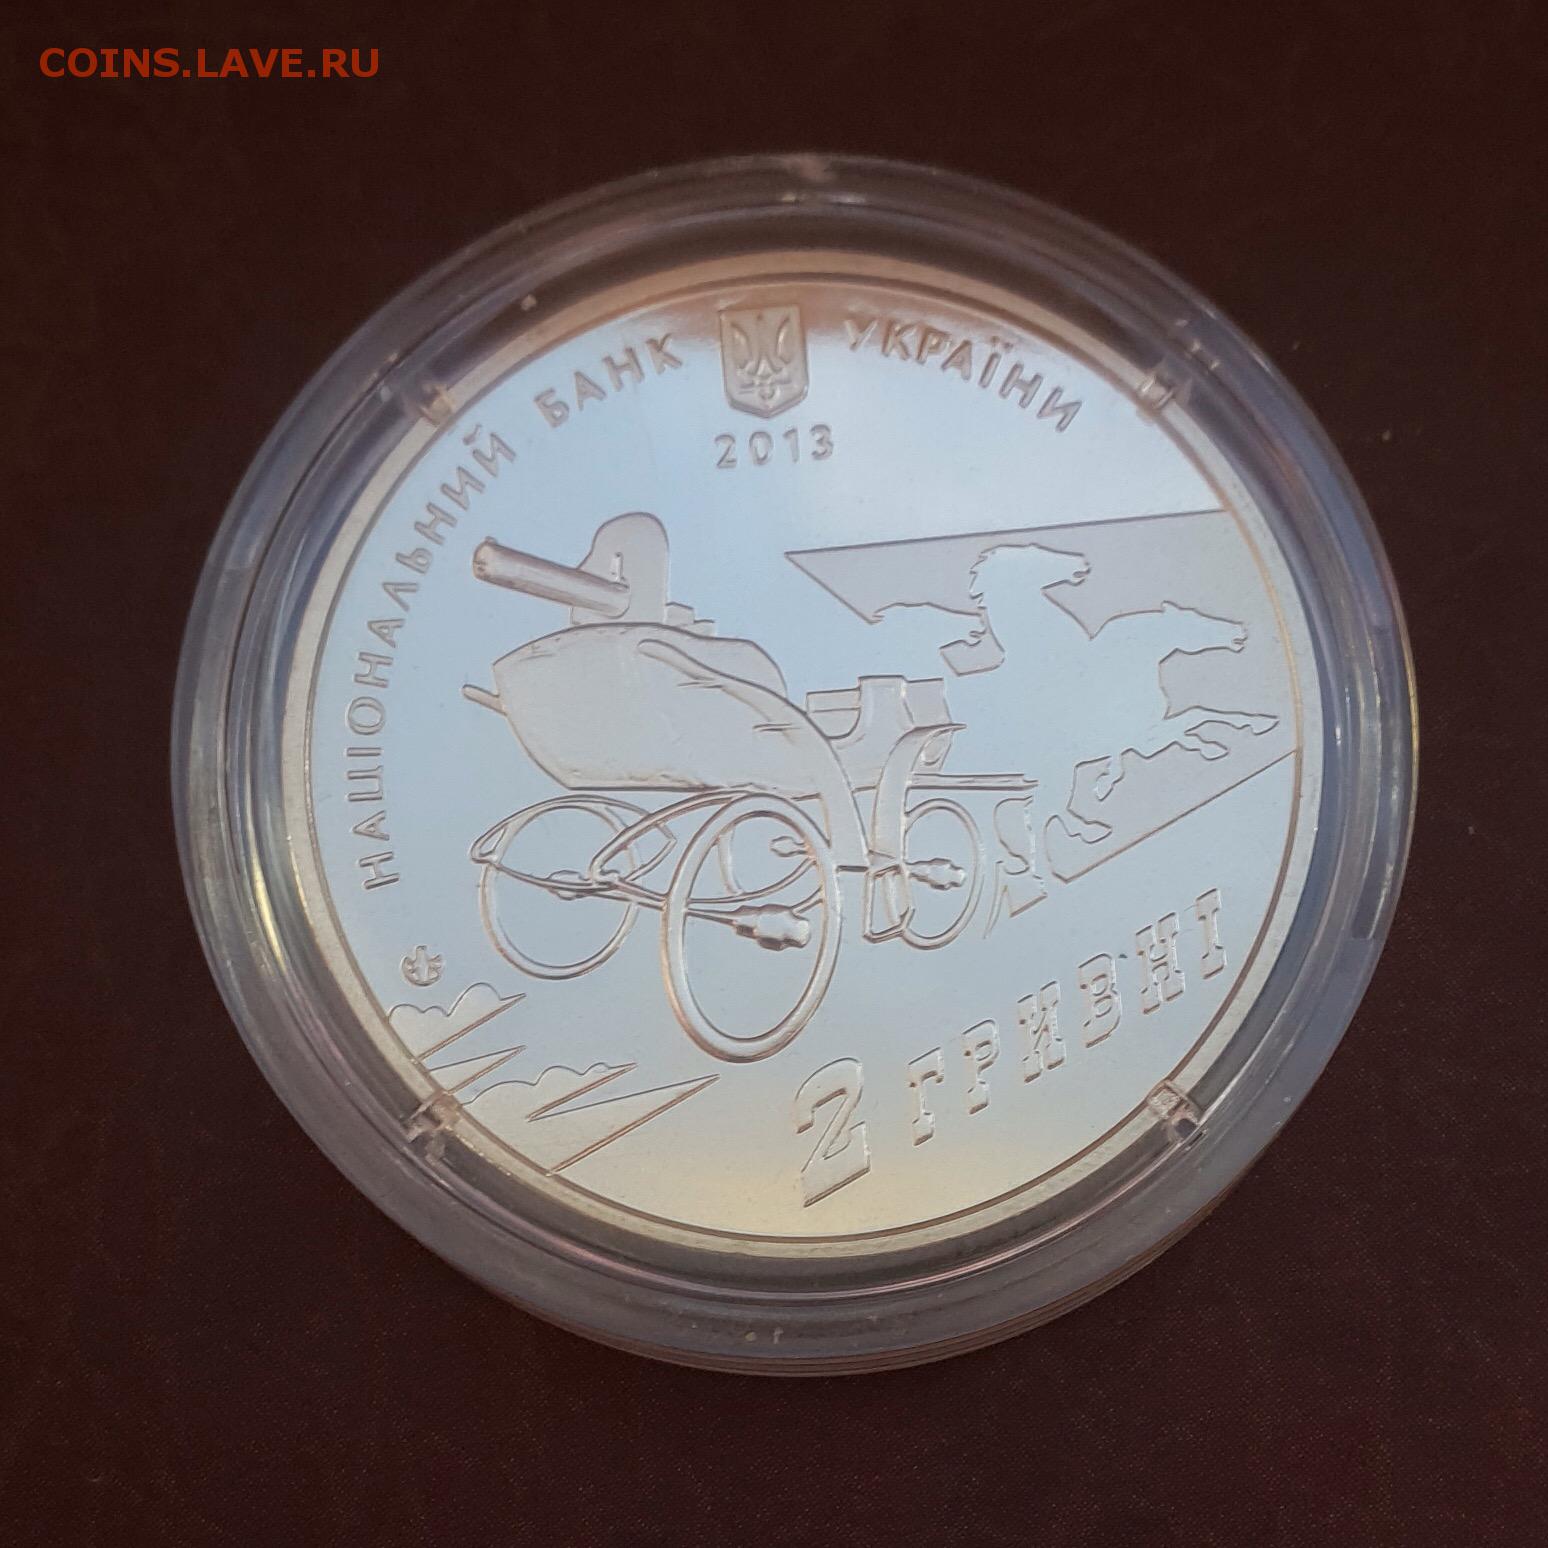 COINS.LAVE.RU
НАЦІОНАЛЬНИЙ БАНК УКРАЇНИ
2013
2 ГРИВНІ